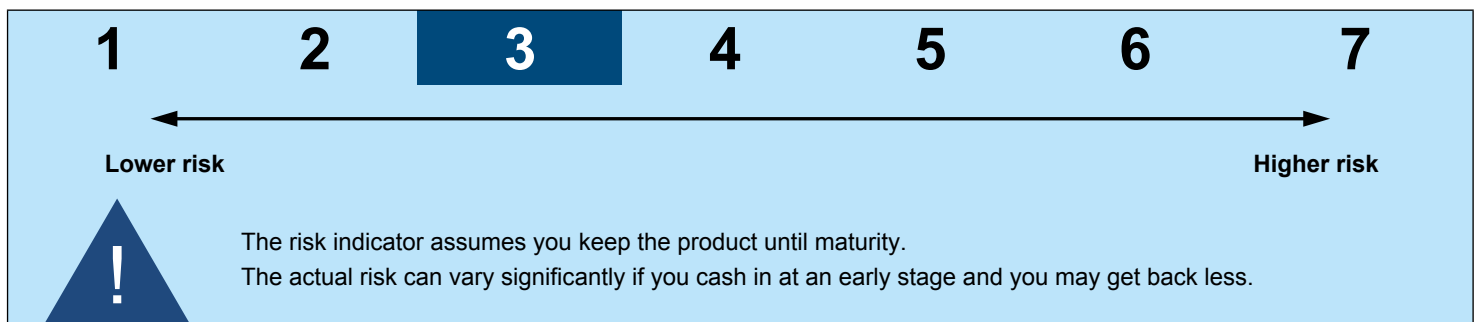 1 2 3 4 5 6 7
Lower risk Higher risk
!
The risk indicator assumes you keep the product until maturity.
The actual risk can vary significantly if you cash in at an early stage and you may get back less.